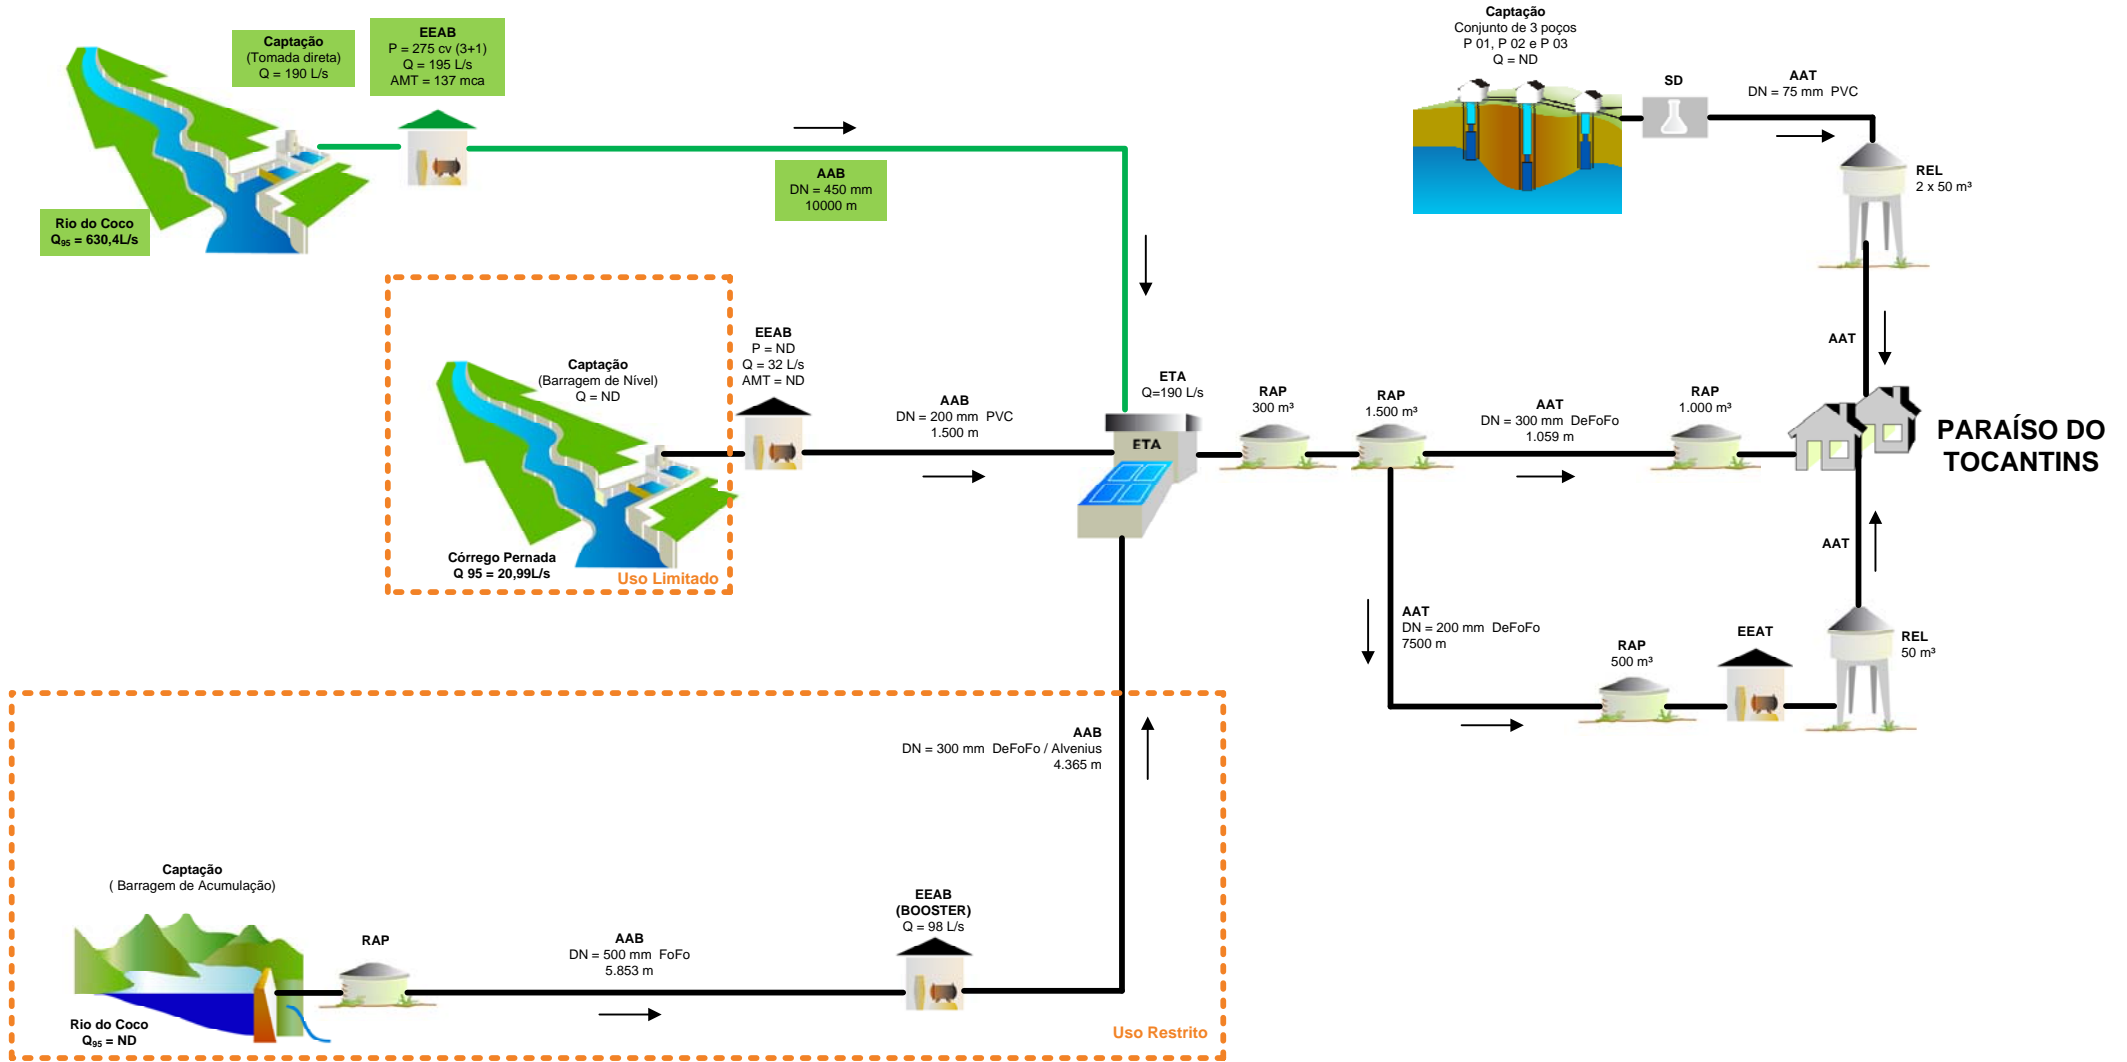 Captação
(Tomada direta)
Q = 190 L/s
EEAB
P = 275 cv (3+1)
Q = 195 L/s
AMT = 137 mca
AAB
DN = 450 mm
10000 m
Rio do Coco
Q₉₅ = 630,4L/s
Captação
Conjunto de 3 poços
P 01, P 02 e P 03
Q = ND
SD
AAT
DN = 75 mm  PVC
REL
2 x 50 m³
AAT
Captação
(Barragem de Nível)
Q = ND
Córrego Pernada
Q 95 = 20,99L/s
Uso Limitado
EEAB
P = ND
Q = 32 L/s
AMT = ND
AAB
DN = 200 mm  PVC
1.500 m
ETA
Q=190 L/s
ETA
RAP
300 m³
RAP
1.500 m³
AAT
DN = 300 mm  DeFoFo
1.059 m
RAP
1.000 m³
PARAÍSO DO
TOCANTINS
AAT
AAT
DN = 200 mm  DeFoFo
7500 m
RAP
500 m³
EEAT
REL
50 m³
AAB
DN = 300 mm  DeFoFo / Alvenius
4.365 m
Captação
( Barragem de Acumulação)
Rio do Coco
Q₉₅ = ND
RAP
AAB
DN = 500 mm  FoFo
5.853 m
EEAB
(BOOSTER)
Q = 98 L/s
Uso Restrito